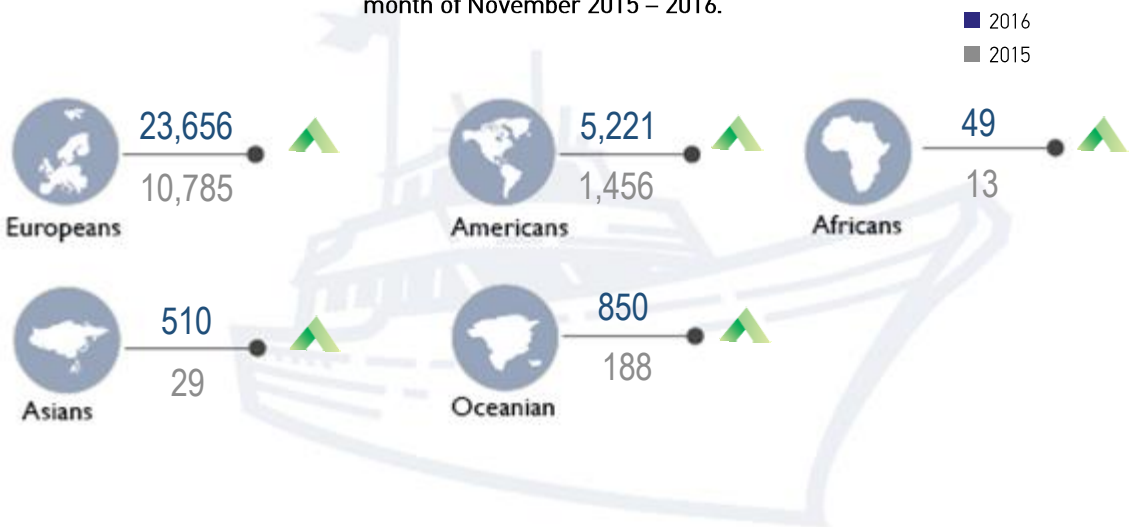 month of November 2015 – 2016.
2016
2015
23,656
10,785
Europeans
5,221
1,456
Americans
49
13
Africans
510
29
Asians
850
188
Oceanian